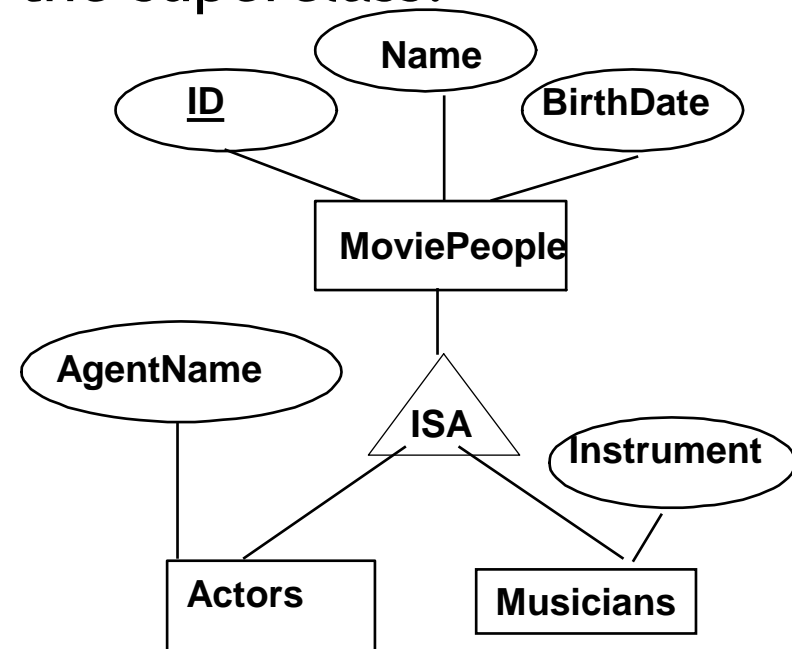 the superclass.
Name
ID
BirthDate
MoviePeople
AgentName
ISA
Instrument
Actors
Musicians